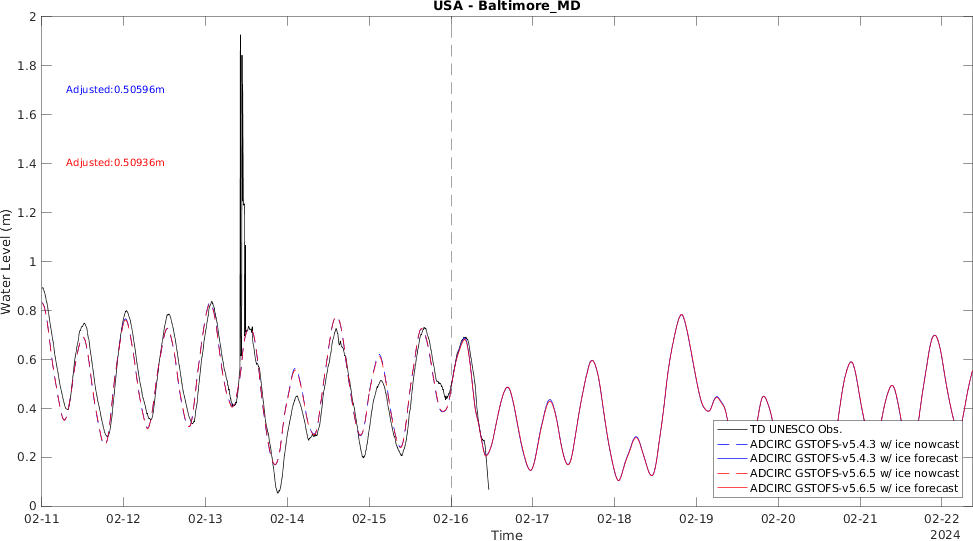 USA - Baltimore_MD
2
1.8
1.6
1.4
1.2
1
0.8
0.6
0.4
0.2
0
Water Level (m)
Adjusted:0.50596m
Adjusted:0.50936m
TD UNESCO Obs.
ADCIRC GSTOFS-v5.4.3 w/ ice nowcast
ADCIRC GSTOFS-v5.4.3 w/ ice forecast
ADCIRC GSTOFS-v5.6.5 w/ ice nowcast
ADCIRC GSTOFS-v5.6.5 w/ ice forecast
02-11 02-12 02-13 02-14 02-15 02-16 02-17 02-18 02-19 02-20 02-21 02-22
Time
2024